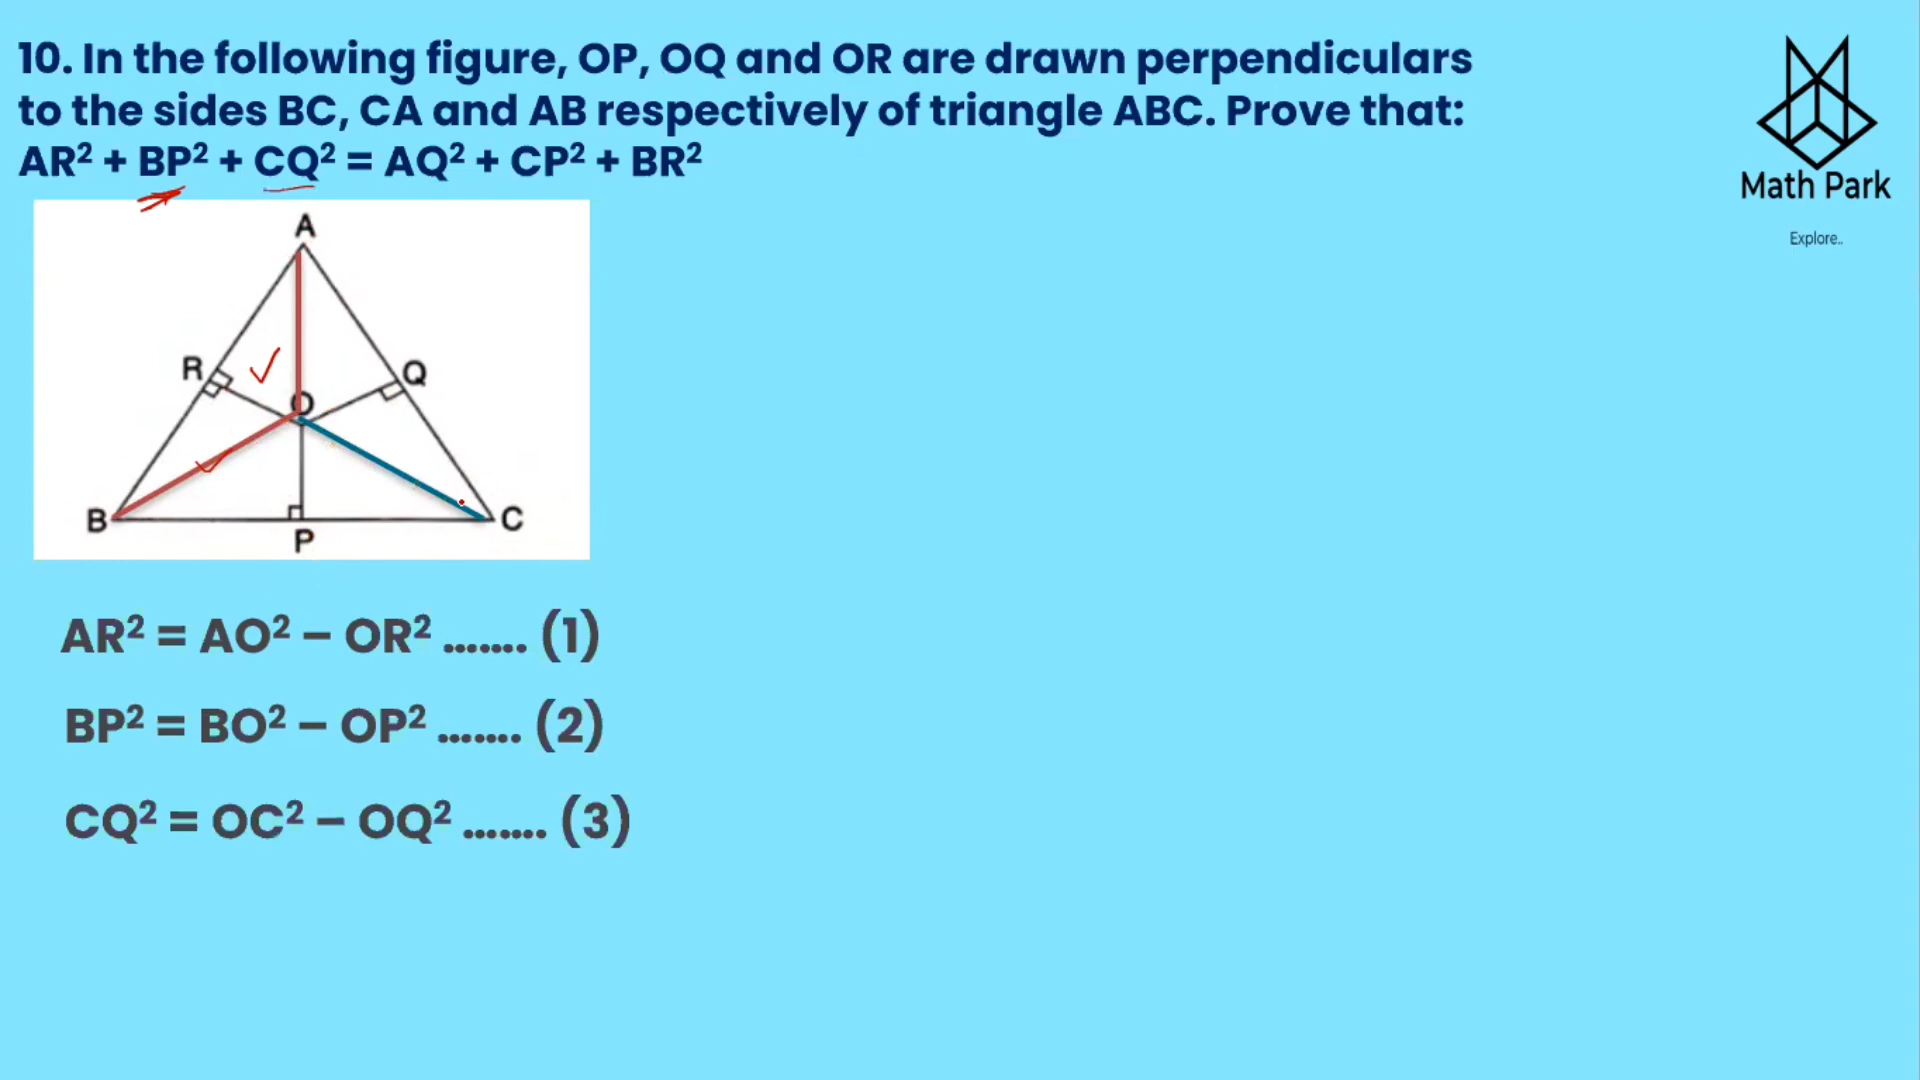 10. In the following figure, OP, OQ and OR are drawn perpendiculars
to the sides BC, CA and AB respectively of triangle ABC. Prove that:
AR² + BP² + CQ² = AQ² + CP² + BR²
Math Park
Explore..
A
R
Q
O
B
C
P
AR² = AO² – OR² ....... (1)
BP² = BO² – OP² ....... (2)
CQ² = OC² – OQ² ....... (3)